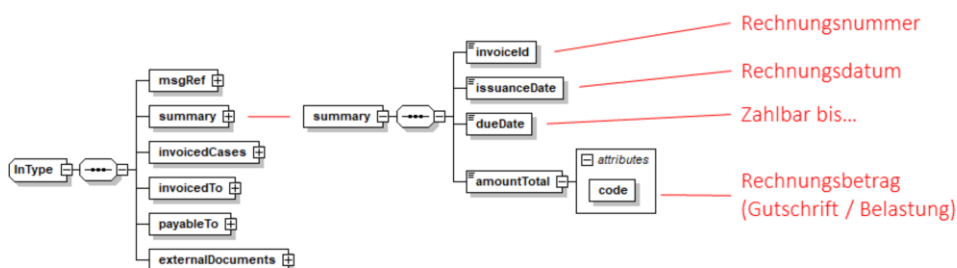 InType
msgRef
summary
invoicedCases
invoicedTo
payableTo
externalDocuments
summary
invoiceId
issuanceDate
dueDate
amountTotal
attributes
code
Rechnungsnummer
Rechnungsdatum
Zahlbar bis...
Rechnungsbetrag
(Gutschrift / Belastung)